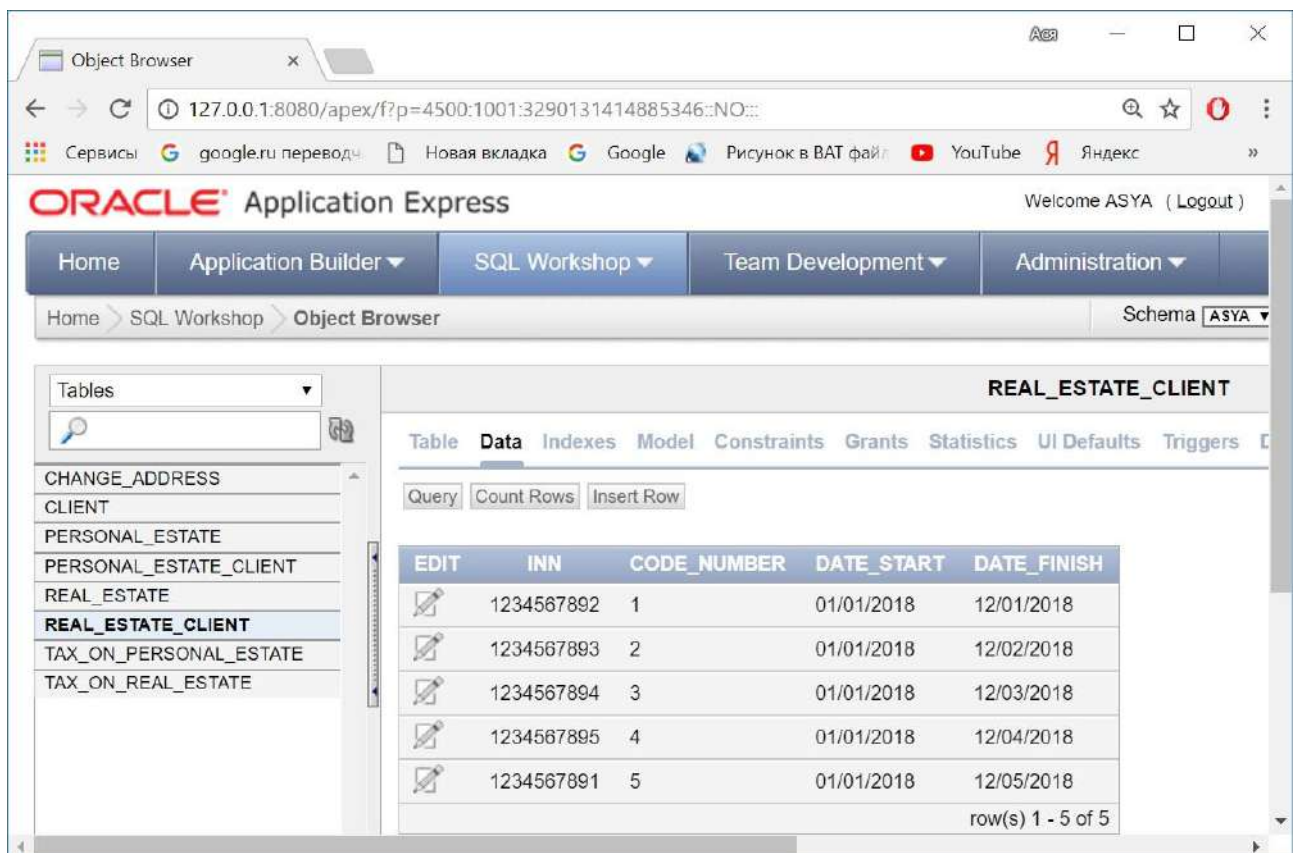 Ася
Object Browser
127.0.0.1:8080/apex/f?p=4500:1001:3290131414885346::NO:::
Сервисы google.ru переводч Новая вкладка Google Рисунок в BAT файл YouTube Яндекс »
ORACLE Application Express Welcome ASYA ( Logout )
Home Application Builder SQL Workshop Team Development Administration
Home SQL Workshop Object Browser Schema ASYA
Tables REAL_ESTATE_CLIENT
Table Data Indexes Model Constraints Grants Statistics UI Defaults Triggers
CHANGE_ADDRESS
CLIENT
PERSONAL_ESTATE
PERSONAL_ESTATE_CLIENT
REAL_ESTATE
REAL_ESTATE_CLIENT
TAX_ON_PERSONAL_ESTATE
TAX_ON_REAL_ESTATE
Query Count Rows Insert Row
EDIT INN CODE_NUMBER DATE_START DATE_FINISH
1234567892 1 01/01/2018 12/01/2018
1234567893 2 01/01/2018 12/02/2018
1234567894 3 01/01/2018 12/03/2018
1234567895 4 01/01/2018 12/04/2018
1234567891 5 01/01/2018 12/05/2018
row(s) 1 - 5 of 5